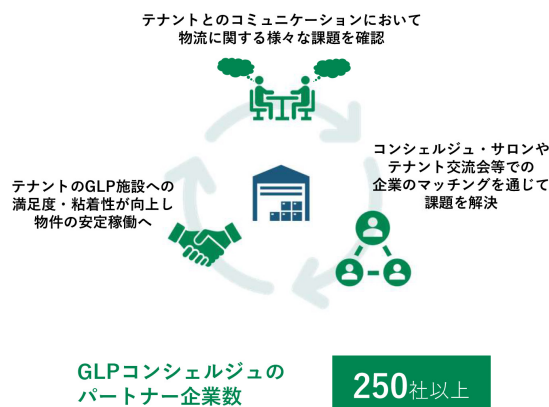 テナントとのコミュニケーションにおいて
物流に関する様々な課題を確認
コンシェルジュ・サロンや
テナント交流会等での
企業のマッチングを通じて
課題を解決
テナントのGLP施設への
満足度・粘着性が向上し
物件の安定稼働へ
GLPコンシェルジュの
パートナー企業数
250社以上